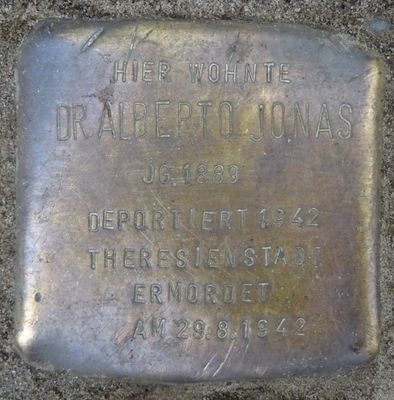 HIER WOHNTE
DR. ALBERTO JONAS
JG. 1889
DEPORTIERT 1942
THERESIENSTADT
ERMORDET
AM 29.8.1942